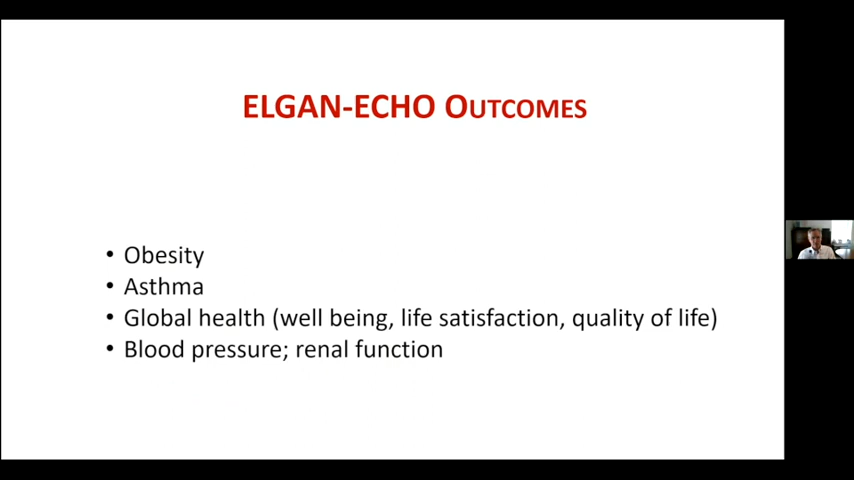 ELGAN-ECHO OUTCOMES
• Obesity
• Asthma
• Global health (well being, life satisfaction, quality of life)
• Blood pressure; renal function